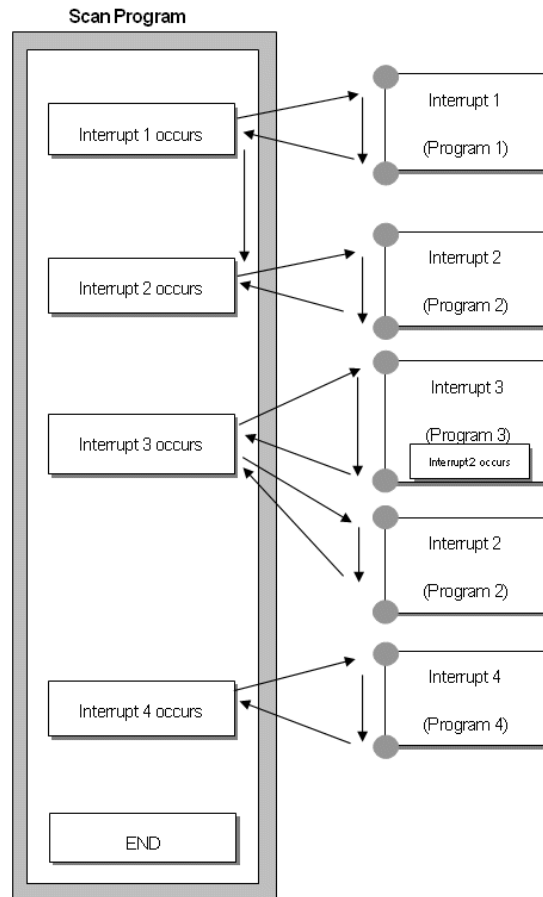 Scan Program
Interrupt 1 occurs
Interrupt 1
(Program 1)
Interrupt 2 occurs
Interrupt 2
(Program 2)
Interrupt 3 occurs
Interrupt 3
(Program 3)
Interrupt2 occurs
Interrupt 2
(Program 2)
Interrupt 4 occurs
Interrupt 4
(Program 4)
END